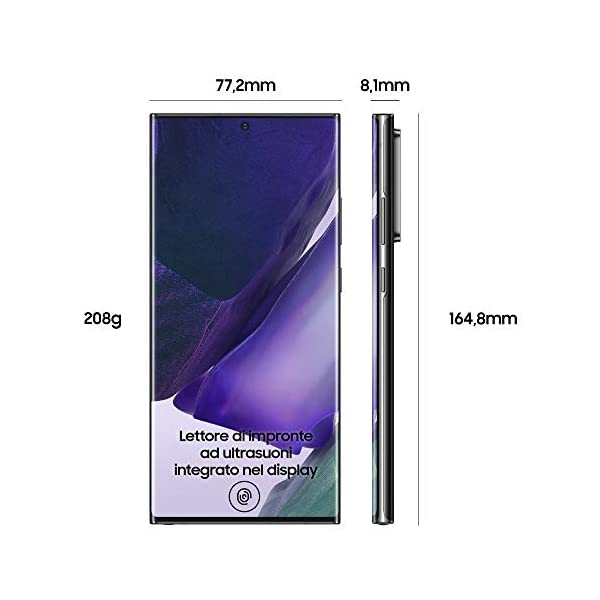 77,2mm
8,1mm
208g
164,8mm
Lettore di impronte
ad ultrasuoni
integrato nel display